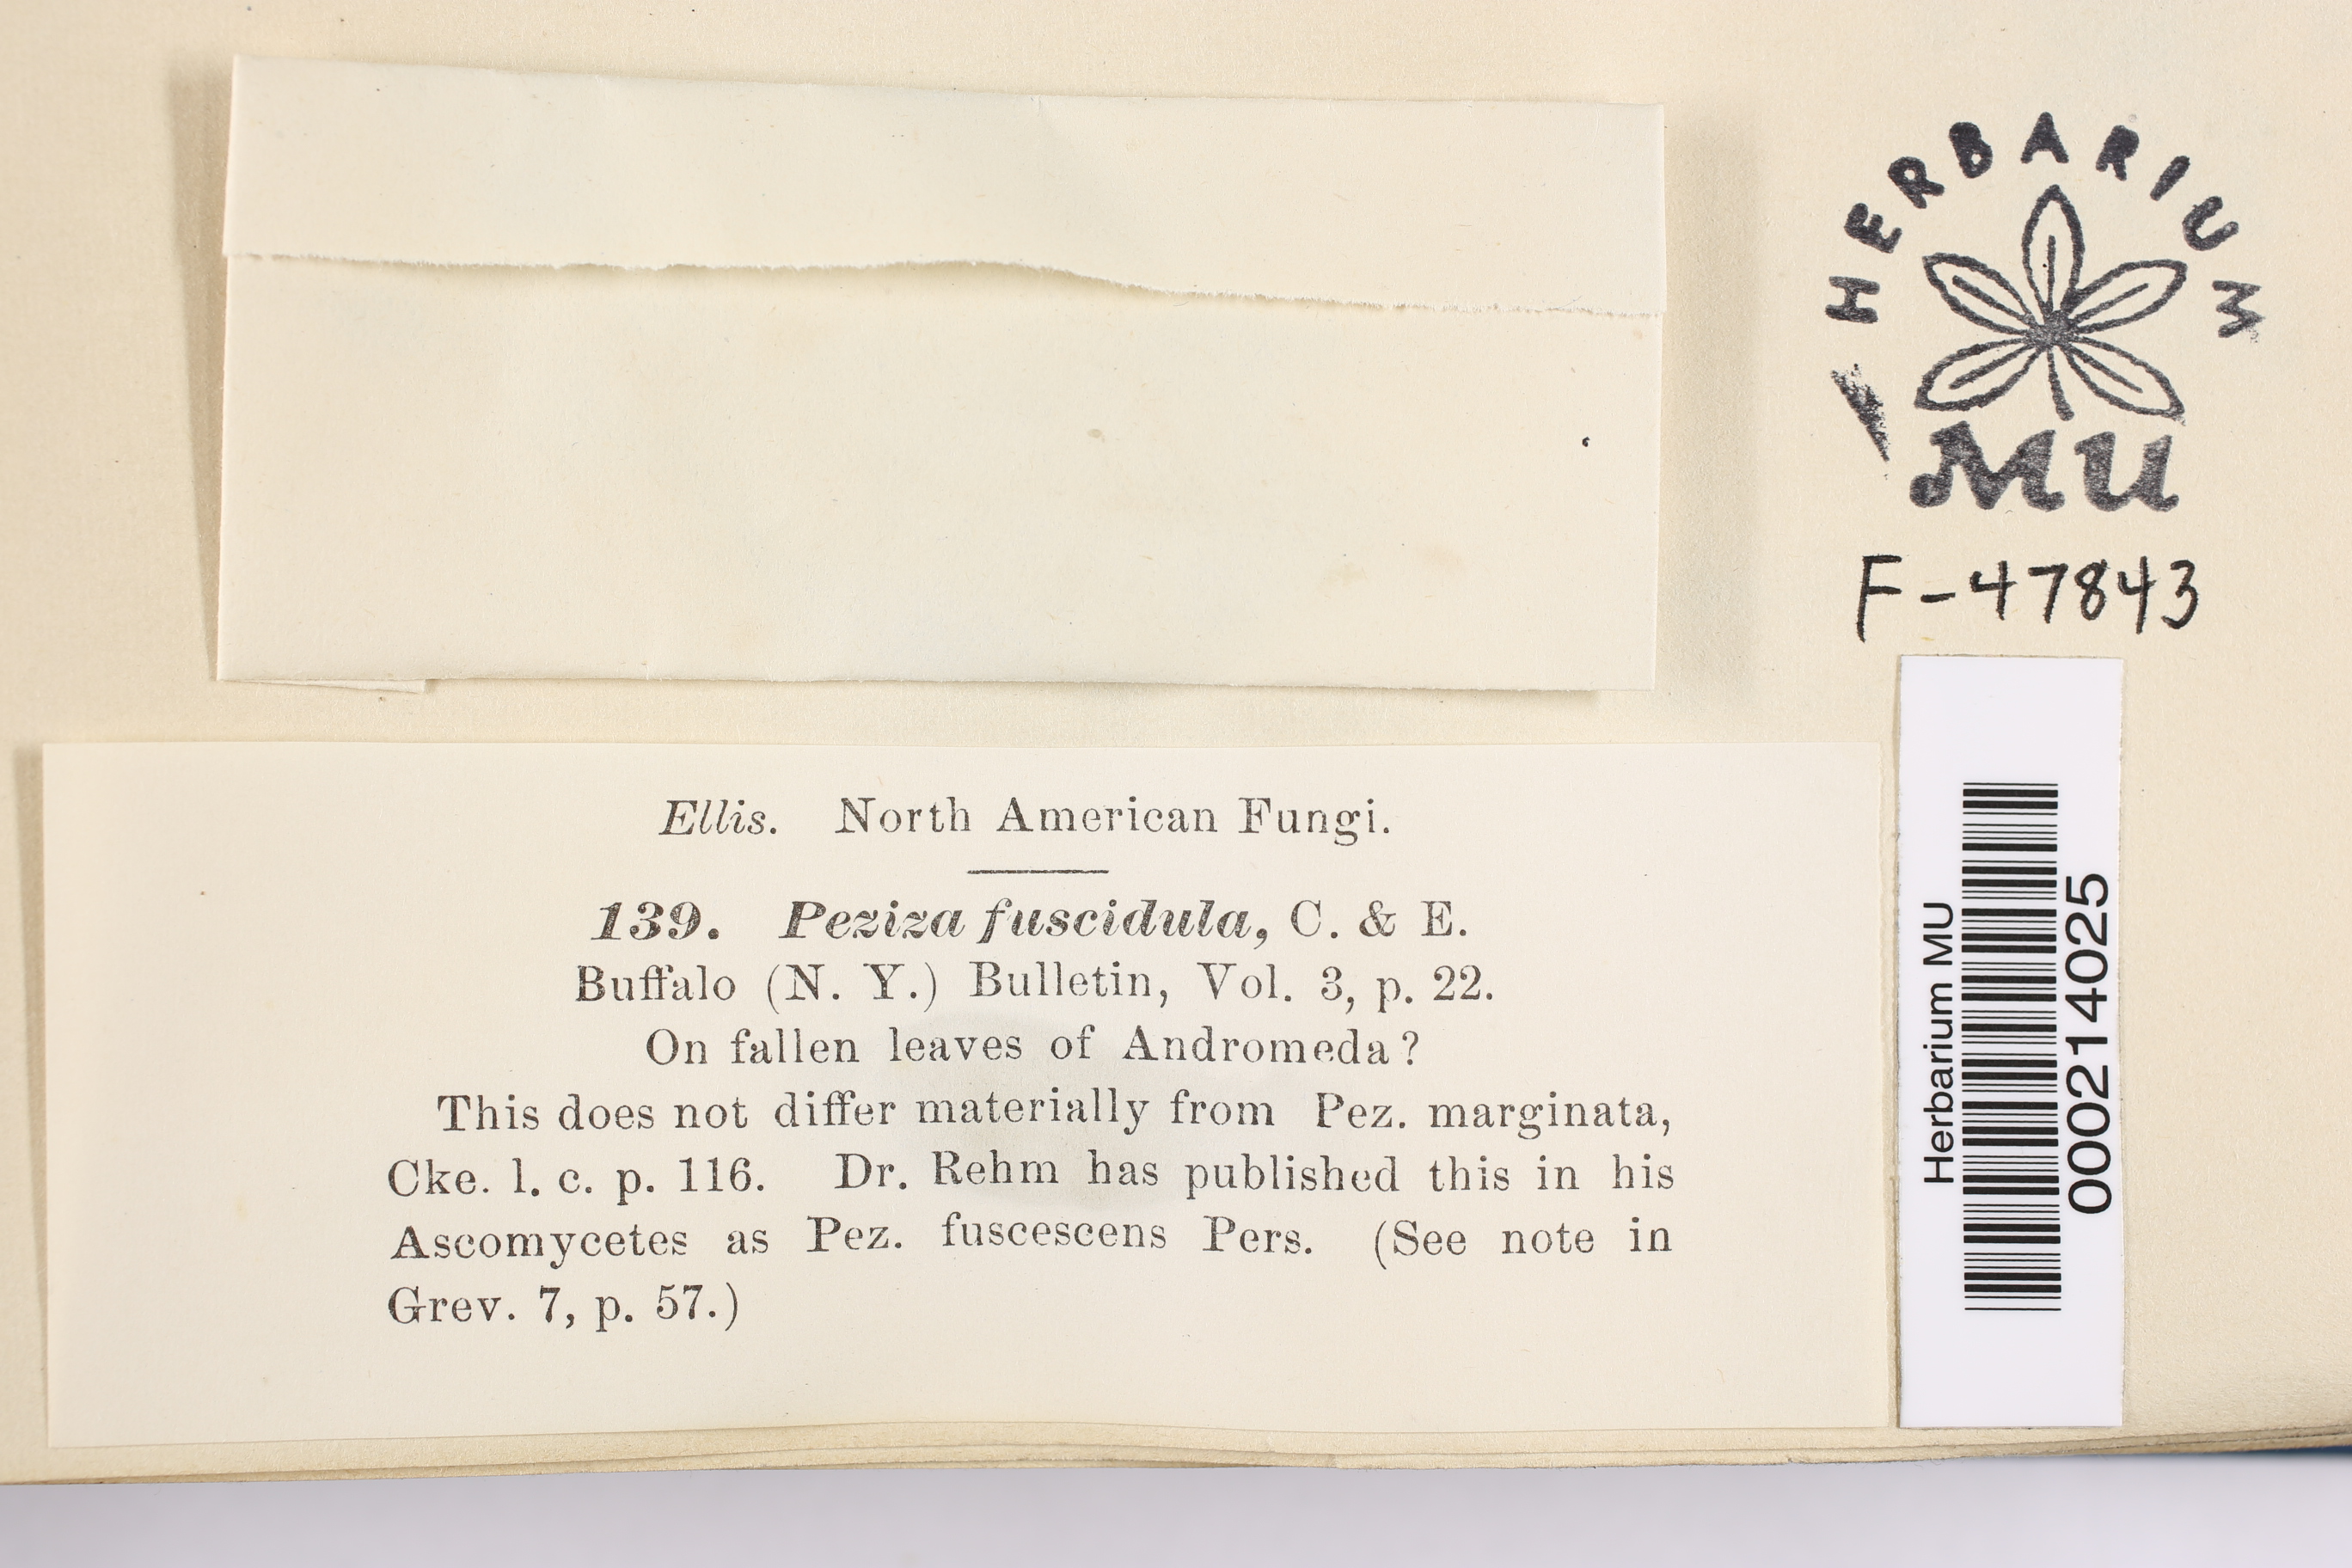 HERBARIUM
MU
F-47843
Ellis. North American Fungi.
139. Peziza fuscidula, C. & E.
Buffalo (N. Y.) Bulletin, Vol. 3, p. 22.
On fallen leaves of Andromeda?
This does not differ materially from Pez. marginata,
Cke. l. c. p. 116. Dr. Rehm has published this in his
Ascomycetes as Pez. fuscescens Pers. (See note in
Grev. 7, p. 57.)
Herbarium MU
000214025